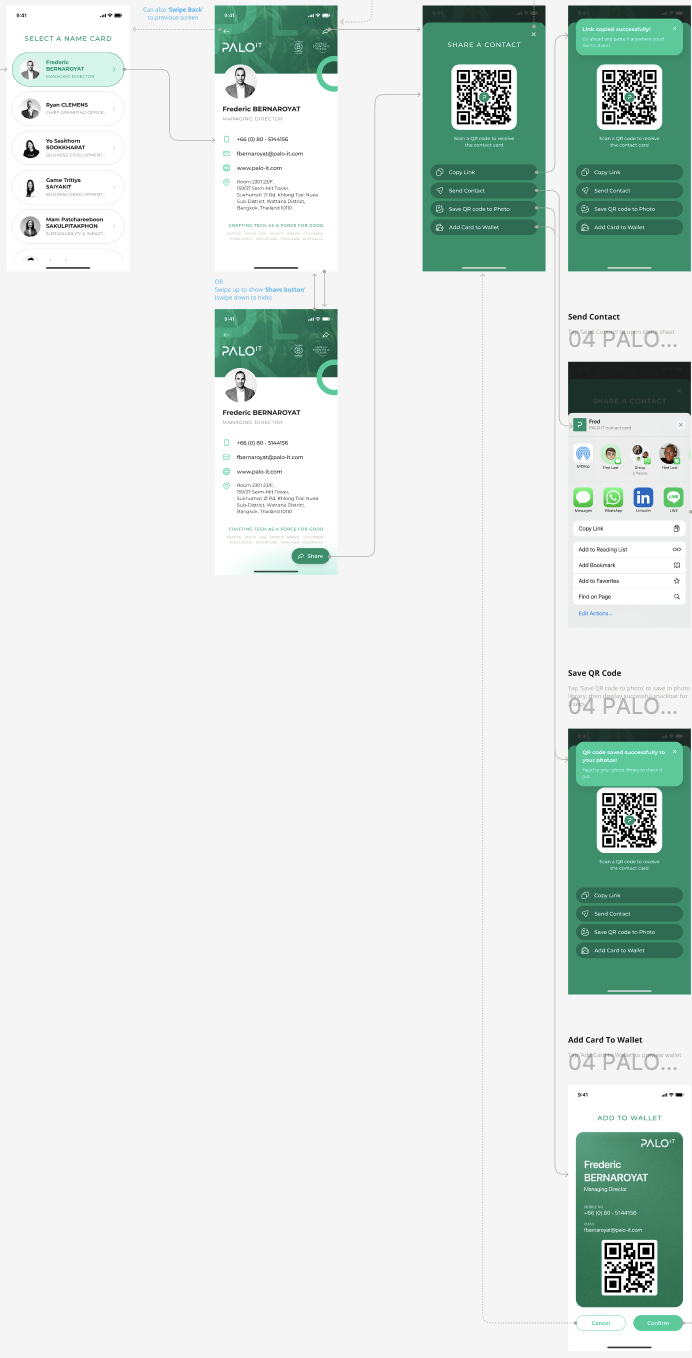 9:41
SELECT A NAME CARD
Frederic
BERNAROYAT
MANAGING DIRECTOR
Ryan CLEMENS
CHIEF OPERATING OFFICE...
Yo Sasithorn
SOOKKHARAT
BUSINESS DEVELOPMENT...
Game Tritiya
SAIYAKIT
BUSINESS DEVELOPMENT...
Mam Patchareeboon
SAKULPITAKPHON
SUSTAINABILITY & IMPACT...
Can also 'Swipe Back'
to previous screen
9:41
PALO IT
Frederic BERNAROYAT
MANAGING DIRECTOR
+66 (0) 80 - 5144156
fbernaroyat@palo-it.com
www.palo-it.com
Room 2301 23/F,
159/37 Serm-Mit Tower,
Sukhumvit 21 Rd. Khlong Toei Nuea
Sub-District, Wattana District,
Bangkok, Thailand 10110
CRAFTING TECH AS A FORCE FOR GOOD
OR
Swipe up to show 'Share button'
(swipe down to hide)
9:41
PALO IT
Frederic BERNAROYAT
MANAGING DIRECTOR
+66 (0) 80 - 5144156
fbernaroyat@palo-it.com
www.palo-it.com
Room 2301 23/F,
159/37 Serm-Mit Tower,
Sukhumvit 21 Rd. Khlong Toei Nuea
Sub-District, Wattana District,
Bangkok, Thailand 10110
CRAFTING TECH AS A FORCE FOR GOOD
Share
9:41
SHARE A CONTACT
Scan a QR code to receive
the contact card
Copy Link
Send Contact
Save QR code to Photo
Add Card to Wallet
9:41
Link copied successfully!
Go ahead and paste it anywhere you'd
like to share!
Scan a QR code to receive
the contact card
Copy Link
Send Contact
Save QR code to Photo
Add Card to Wallet
Send Contact
Tap 'Send Contact' to open share sheet
04 PALO...
SHARE A CONTACT
Fred
PALO IT contact card
AirDrop
First Last
Group
2 People
First Last
Messages
WhatsApp
LinkedIn
LINE
Copy Link
Add to Reading List
Add Bookmark
Add to Favorites
Find on Page
Edit Actions...
Save QR Code
Tap 'Save QR code to photo' to save in photo
library, then display successful snackbar for
04 PALO...
9:41
QR code saved successfully to
your photos!
Head to your photo library to check it
out.
Scan a QR code to receive
the contact card
Copy Link
Send Contact
Save QR code to Photo
Add Card to Wallet
Add Card To Wallet
Tap 'Add Card to Wallet' to preview wallet
04 PALO...
9:41
ADD TO WALLET
PALO IT
Frederic
BERNAROYAT
Managing Director
MOBILE NO.
+66 (0) 80 - 5144156
EMAIL
fbernaroyat@palo-it.com
Cancel
Confirm